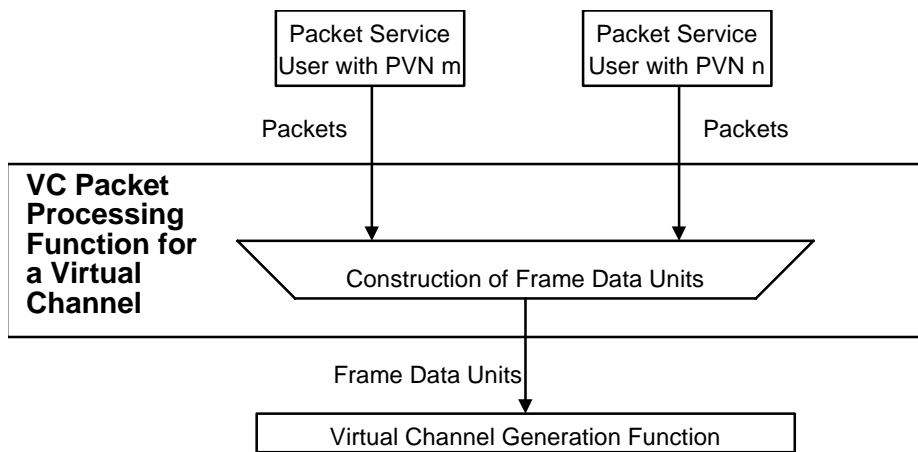 Packet Service
User with PVN m
Packet Service
User with PVN n
Packets
Packets
VC Packet
Processing
Function for
a Virtual
Channel
Construction of Frame Data Units
Frame Data Units
Virtual Channel Generation Function